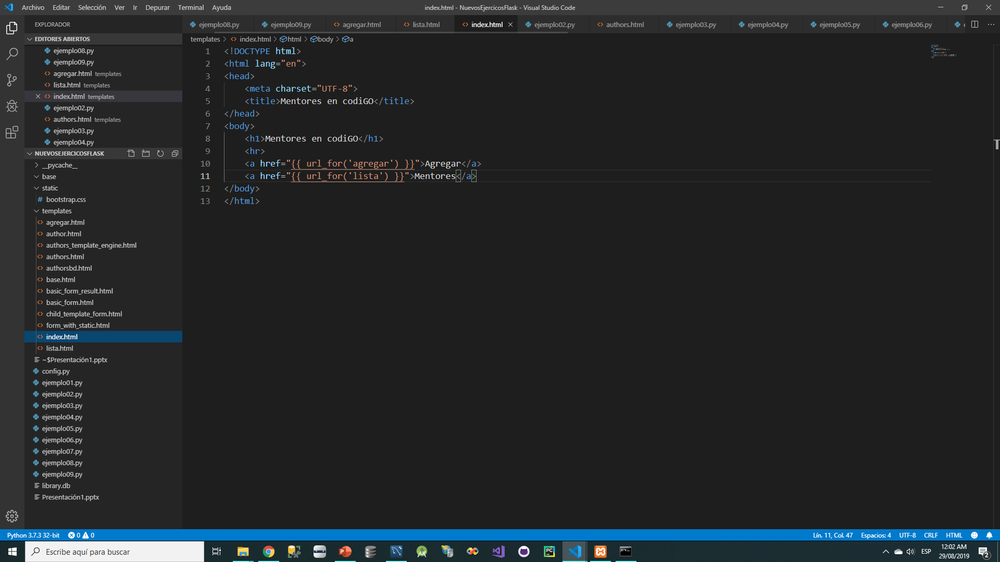 Archivo Editar Selección Ver Ir Depurar Terminal Ayuda
index.html - NuevosEjercicosFlask - Visual Studio Code
EXPLORADOR
EDITORES ABIERTOS
ejemplo08.py
ejemplo09.py
agregar.html templates
lista.html templates
index.html templates
ejemplo02.py
authors.html templates
ejemplo03.py
ejemplo04.py
NUEVOSEJERCICOSFLASK
__pycache__
base
static
bootstrap.css
templates
agregar.html
author.html
authors_template_engine.html
authors.html
authorsbd.html
base.html
basic_form_result.html
basic_form.html
child_template_form.html
form_with_static.html
index.html
lista.html
~$Presentación1.pptx
config.py
ejemplo01.py
ejemplo02.py
ejemplo03.py
ejemplo04.py
ejemplo05.py
ejemplo06.py
ejemplo07.py
ejemplo08.py
ejemplo09.py
library.db
Presentación1.pptx
ejemplo08.py ejemplo09.py agregar.html lista.html index.html ejemplo02.py authors.html ejemplo03.py ejemplo04.py ejemplo05.py ejemplo06.py
templates > index.html > html > body > a
1 <!DOCTYPE html>
2 <html lang="en">
3 <head>
4 <meta charset="UTF-8">
5 <title>Mentores en codiGO</title>
6 </head>
7 <body>
8 <h1>Mentores en codiGO</h1>
9 <hr>
10 <a href="{{ url_for('agregar') }}">Agregar</a>
11 <a href="{{ url_for('lista') }}">Mentores</a>
12 </body>
13 </html>
Python 3.7.3 32-bit 0 0
Lín. 11, Col. 47 Espacios: 4 UTF-8 CRLF HTML
Escribe aquí para buscar
ESP
12:02 AM
29/08/2019
2